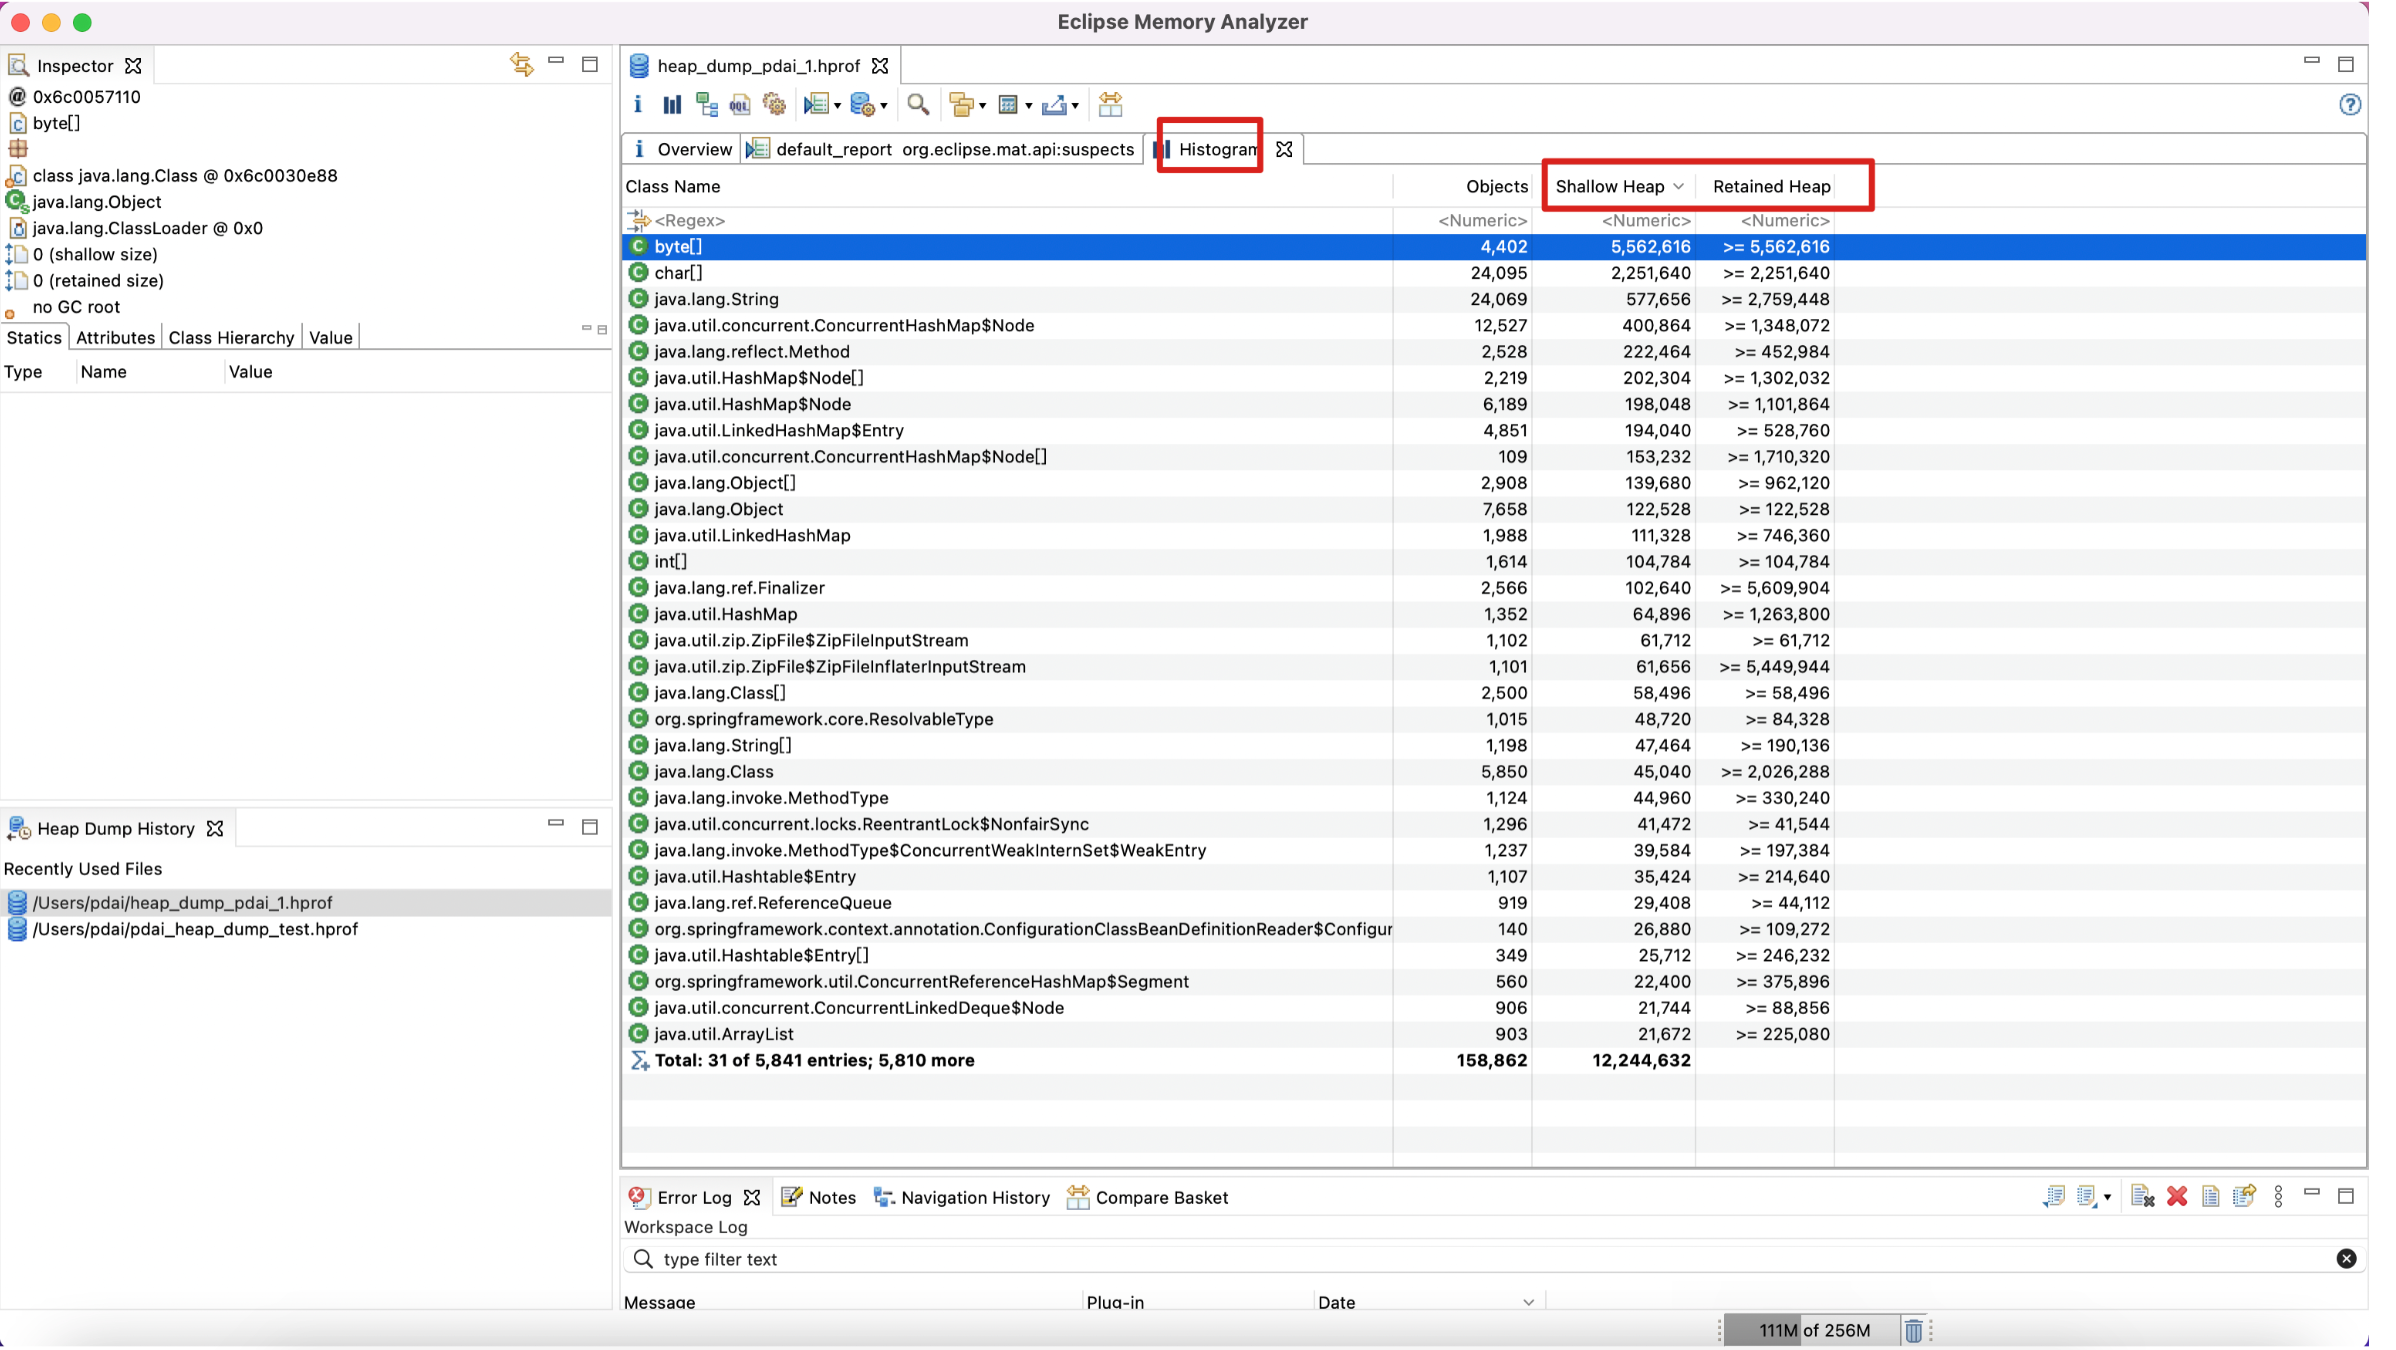 Eclipse Memory Analyzer
Inspector
@ 0x6c0057110
byte[]
class java.lang.Class @ 0x6c0030e88
java.lang.Object
java.lang.ClassLoader @ 0x0
0 (shallow size)
0 (retained size)
no GC root
Statics Attributes Class Hierarchy Value
Type Name Value
Heap Dump History
Recently Used Files
/Users/pdai/heap_dump_pdai_1.hprof
/Users/pdai/pdai_heap_dump_test.hprof
heap_dump_pdai_1.hprof
Overview default_report org.eclipse.mat.api:suspects Histogram
Class Name Objects Shallow Heap Retained Heap
<Regex> <Numeric> <Numeric> <Numeric>
byte[] 4,402 5,562,616 >= 5,562,616
char[] 24,095 2,251,640 >= 2,251,640
java.lang.String 24,069 577,656 >= 2,759,448
java.util.concurrent.ConcurrentHashMap$Node 12,527 400,864 >= 1,348,072
java.lang.reflect.Method 2,528 222,464 >= 452,984
java.util.HashMap$Node[] 2,219 202,304 >= 1,302,032
java.util.HashMap$Node 6,189 198,048 >= 1,101,864
java.util.LinkedHashMap$Entry 4,851 194,040 >= 528,760
java.util.concurrent.ConcurrentHashMap$Node[] 109 153,232 >= 1,710,320
java.lang.Object[] 2,908 139,680 >= 962,120
java.lang.Object 7,658 122,528 >= 122,528
java.util.LinkedHashMap 1,988 111,328 >= 746,360
int[] 1,614 104,784 >= 104,784
java.lang.ref.Finalizer 2,566 102,640 >= 5,609,904
java.util.HashMap 1,352 64,896 >= 1,263,800
java.util.zip.ZipFile$ZipFileInputStream 1,102 61,712 >= 61,712
java.util.zip.ZipFile$ZipFileInflaterInputStream 1,101 61,656 >= 5,449,944
java.lang.Class[] 2,500 58,496 >= 58,496
org.springframework.core.ResolvableType 1,015 48,720 >= 84,328
java.lang.String[] 1,198 47,464 >= 190,136
java.lang.Class 5,850 45,040 >= 2,026,288
java.lang.invoke.MethodType 1,124 44,960 >= 330,240
java.util.concurrent.locks.ReentrantLock$NonfairSync 1,296 41,472 >= 41,544
java.lang.invoke.MethodType$ConcurrentWeakInternSet$WeakEntry 1,237 39,584 >= 197,384
java.util.Hashtable$Entry 1,107 35,424 >= 214,640
java.lang.ref.ReferenceQueue 919 29,408 >= 44,112
org.springframework.context.annotation.ConfigurationClassBeanDefinitionReader$Configur 140 26,880 >= 109,272
java.util.Hashtable$Entry[] 349 25,712 >= 246,232
org.springframework.util.ConcurrentReferenceHashMap$Segment 560 22,400 >= 375,896
java.util.concurrent.ConcurrentLinkedDeque$Node 906 21,744 >= 88,856
java.util.ArrayList 903 21,672 >= 225,080
Total: 31 of 5,841 entries; 5,810 more 158,862 12,244,632
Error Log Notes Navigation History Compare Basket
Workspace Log
type filter text
Message Plug-in Date
111M of 256M